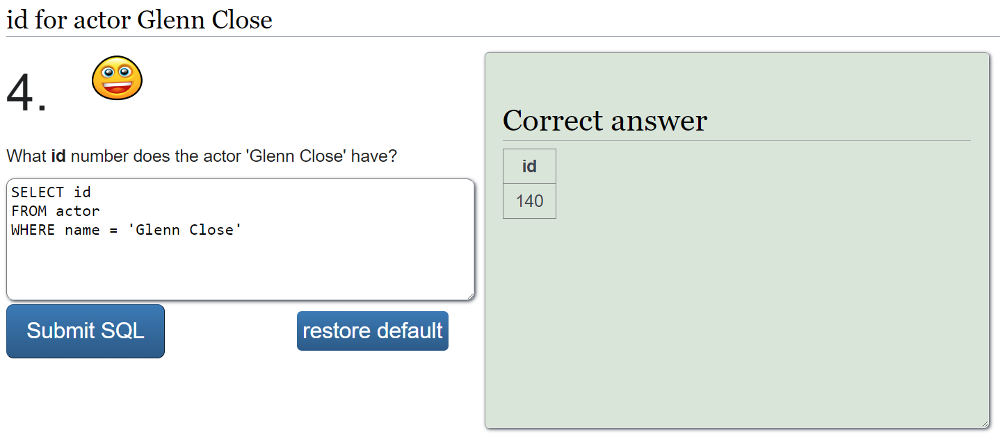 id for actor Glenn Close
4.
What id number does the actor 'Glenn Close' have?
SELECT id
FROM actor
WHERE name = 'Glenn Close'
Submit SQL
restore default
Correct answer
id
140